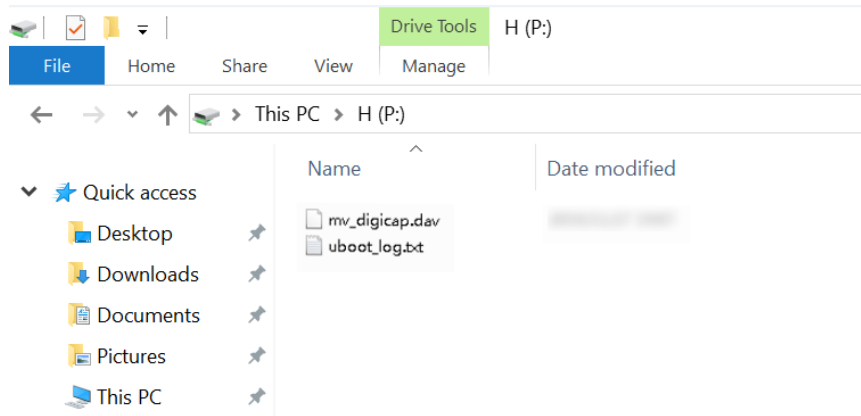 Drive Tools H (P:)
File Home Share View Manage
This PC > H (P:)
Name Date modified
Quick access
mv_digicap.dav
Desktop
uboot_log.txt
Downloads
Documents
Pictures
This PC